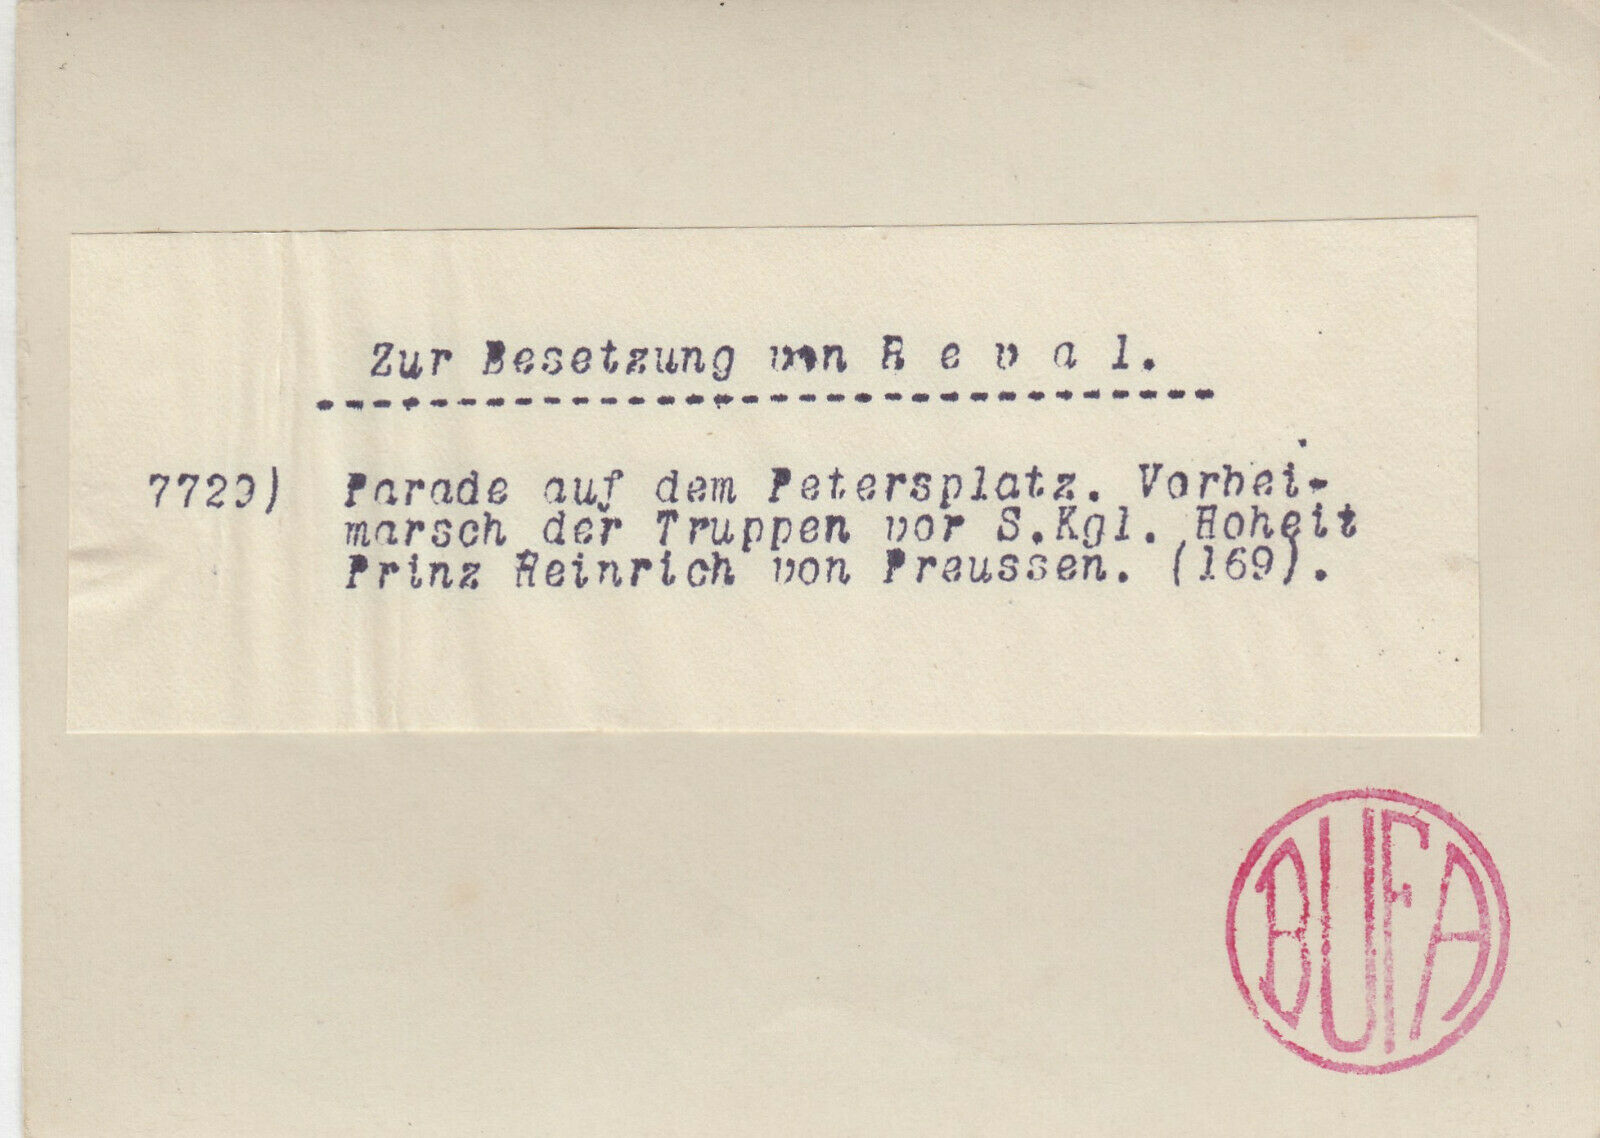 Zur Besetzung von R e v a l.
--------------------------------
7729) Parade auf dem Petersplatz. Vorbei-
marsch der Truppen vor S.Kgl. Hoheit
Prinz Heinrich von Preussen. (169).
BUFA